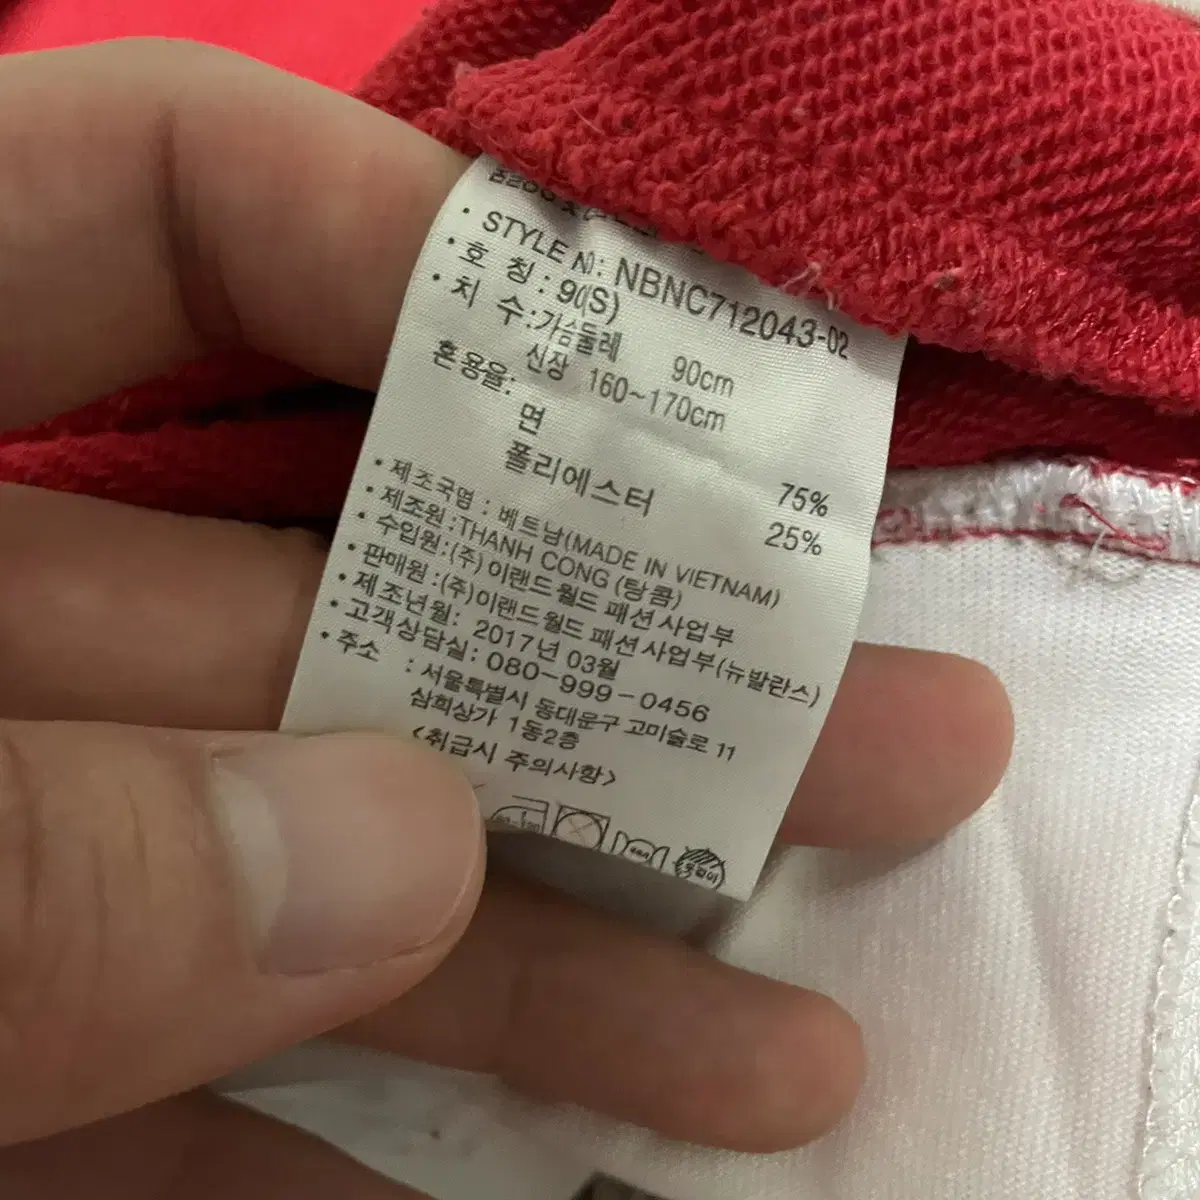 · STYLE N: NBNC712043-02
· 호 칭 : 90(S)
· 치 수 : 가슴둘레 90cm
신장 160~170cm
혼용율:
면 75%
폴리에스터 25%
· 제조국명 : 베트남(MADE IN VIETNAM)
· 제조원 : THANH CONG (탕콤)
· 수입원 : (주)이랜드월드 패션사업부
· 판매원 : (주)이랜드월드 패션사업부(뉴발란스)
· 제조년월: 2017년 03월
· 고객상담실: 080-999-0456
· 주소 : 서울특별시 동대문구 고미술로 11
삼희상가 1동2층
<취급시 주의사항>